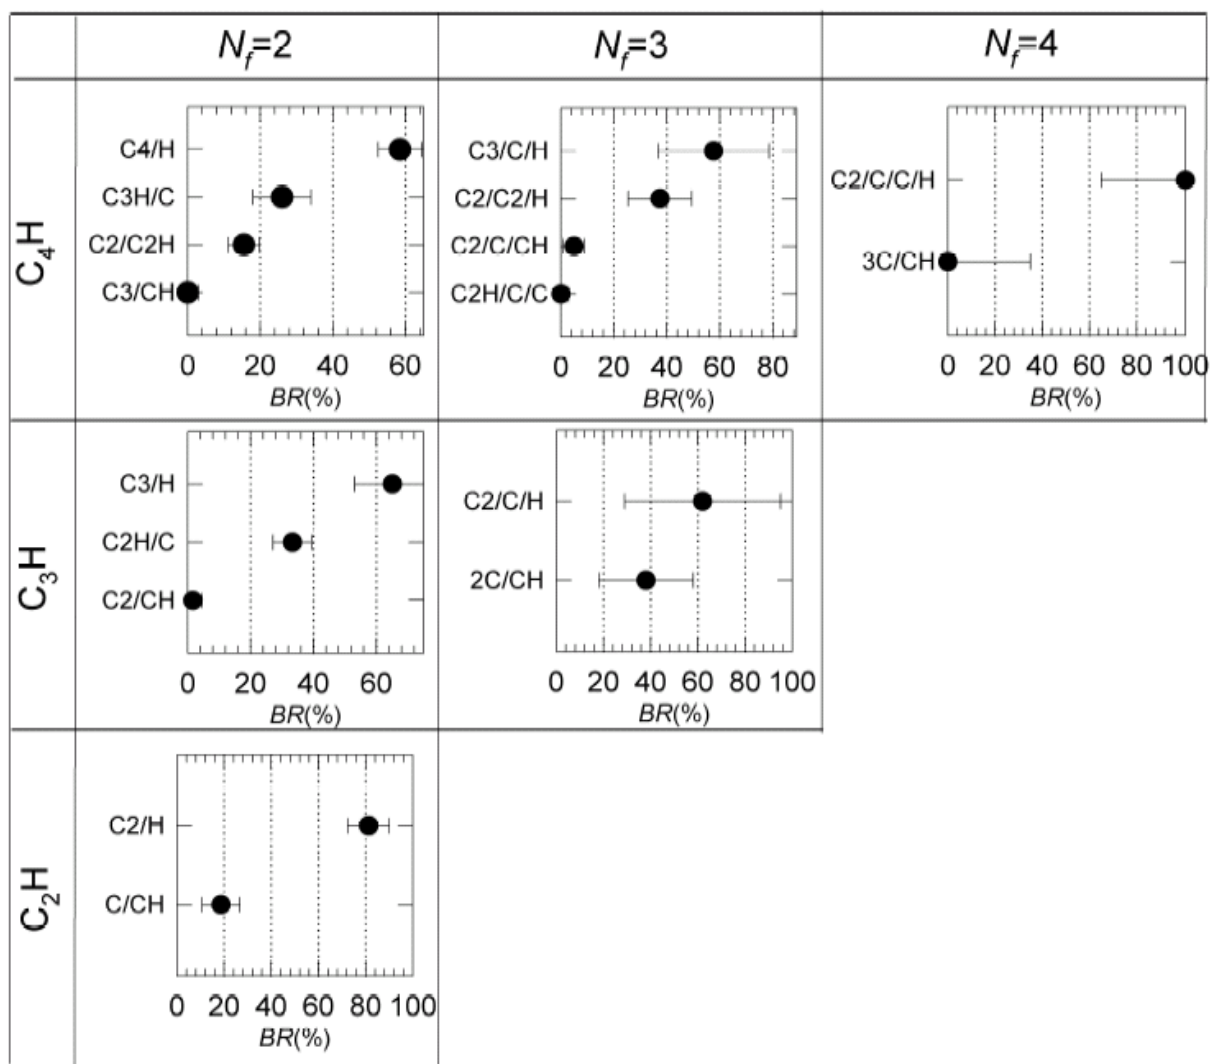 N_f=2 N_f=3 N_f=4
C₄H
C4/H
C3H/C
C2/C2H
C3/CH
0 20 40 60
BR(%)
C3/C/H
C2/C2/H
C2/C/CH
C2H/C/C
0 20 40 60 80
BR(%)
C2/C/C/H
3C/CH
0 20 40 60 80 100
BR(%)
C₃H
C3/H
C2H/C
C2/CH
0 20 40 60
BR(%)
C2/C/H
2C/CH
0 20 40 60 80 100
BR(%)
C₂H
C2/H
C/CH
0 20 40 60 80 100
BR(%)